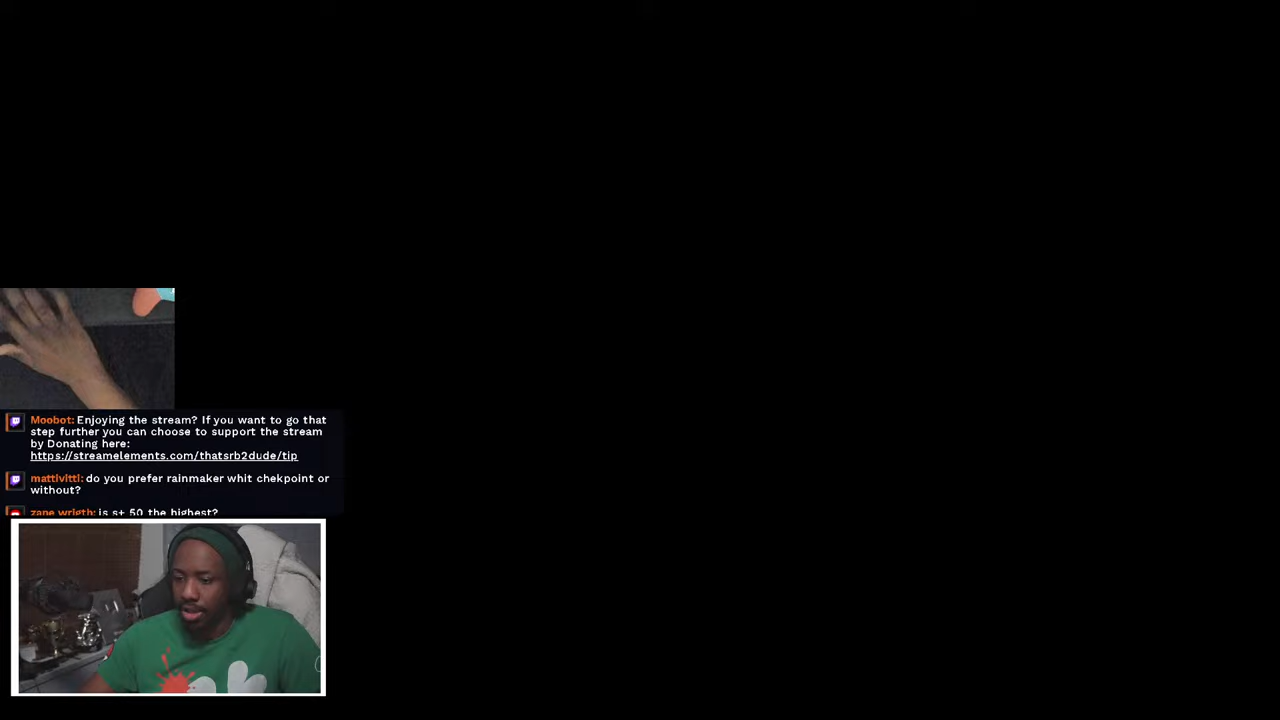 Moobot: Enjoying the stream? If you want to go that
step further you can choose to support the stream
by Donating here:
https://streamelements.com/thatsrb2dude/tip
mattivitti: do you prefer rainmaker whit chekpoint or
without?
zane wrigth: is s+ 50 the highest?